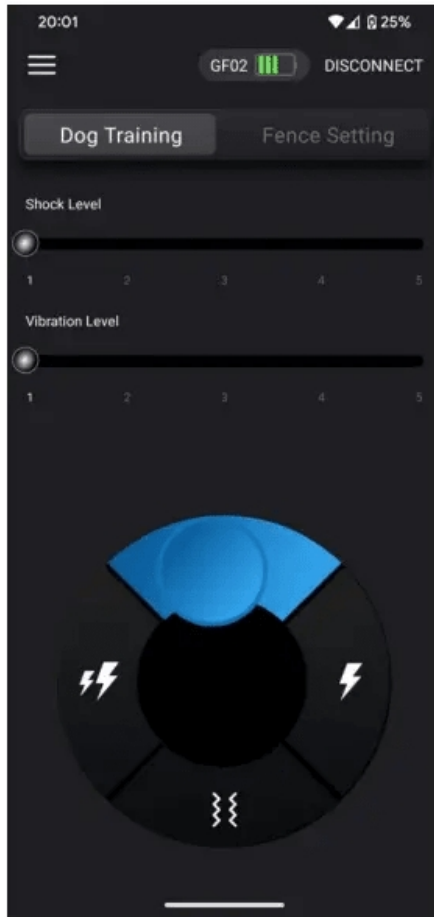 20:01 25%
GF02 DISCONNECT
Dog Training Fence Setting
Shock Level
1 2 3 4 5
Vibration Level
1 2 3 4 5